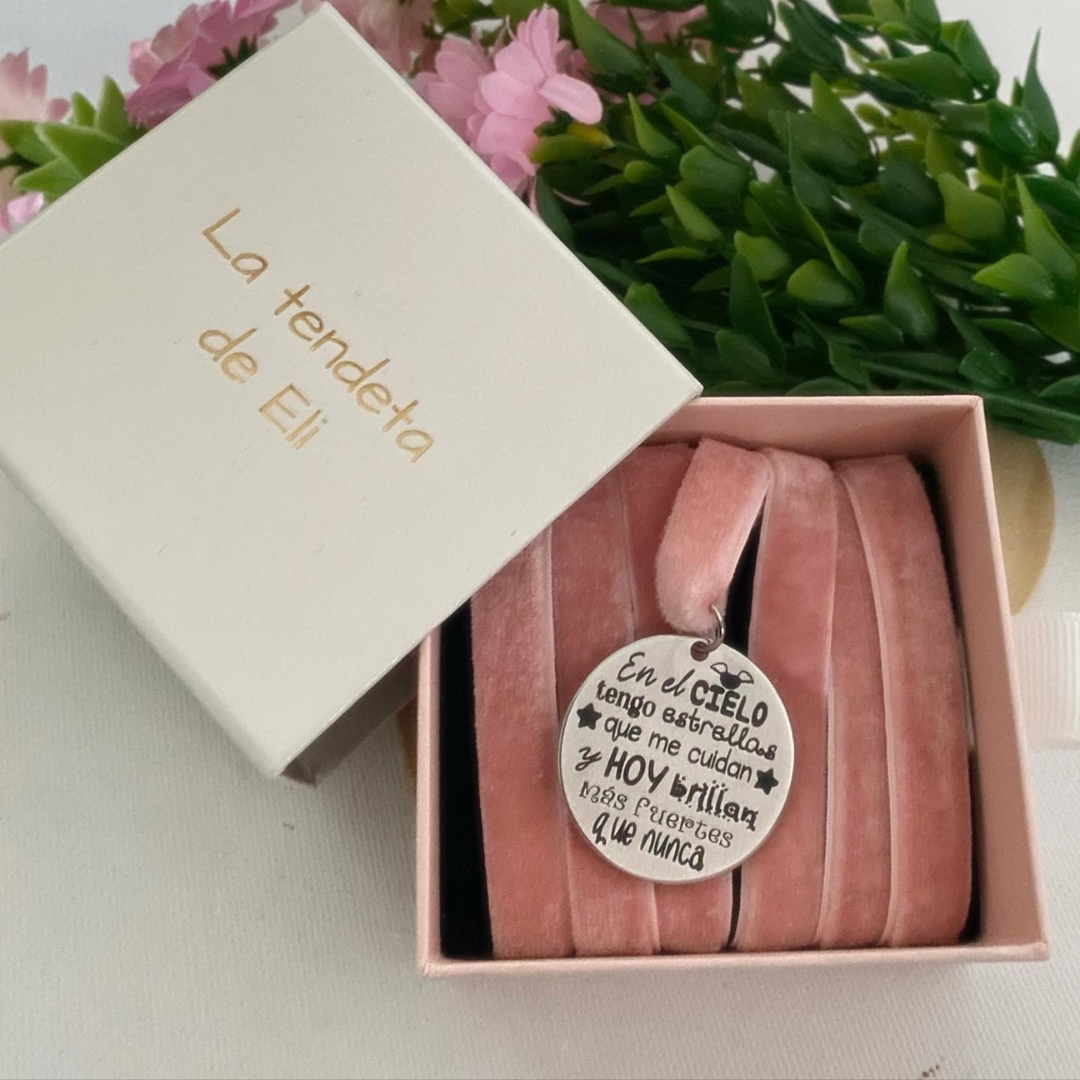 La tendeta
de Eli
En el CIELO
tengo estrellas
que me cuidan
y HOY brillan
más fuertes
que nunca